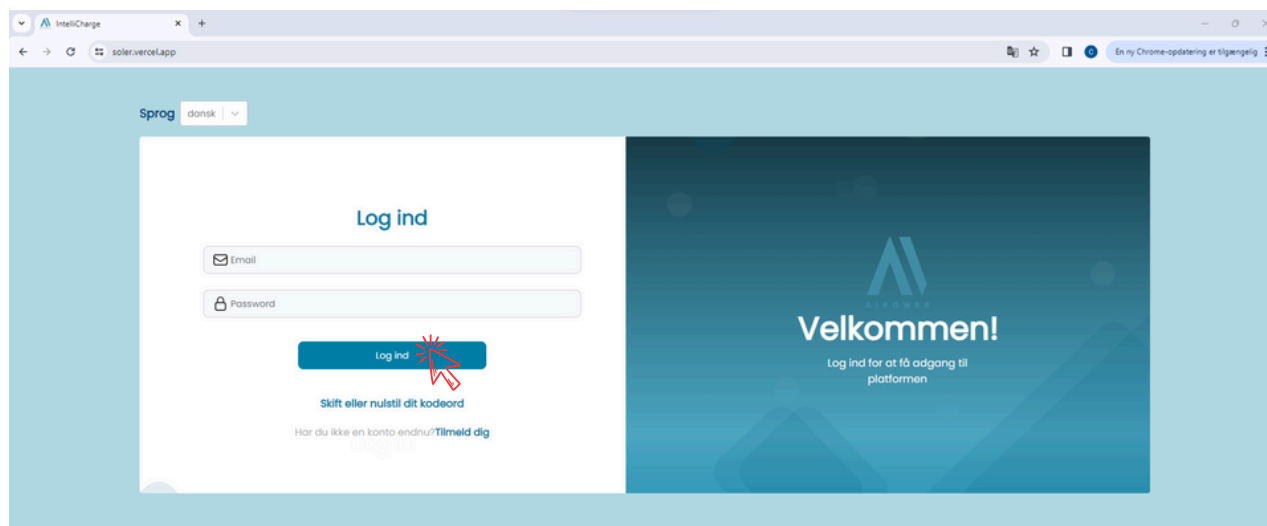 IntelliCharge
soler.vercel.app
C
En ny Chrome-opdatering er tilgængelig
Sprog
dansk
Log ind
Email
Password
Log ind
Skift eller nulstil dit kodeord
Har du ikke en konto endnu?Tilmeld dig
AIPOWER
Velkommen!
Log ind for at få adgang til
platformen